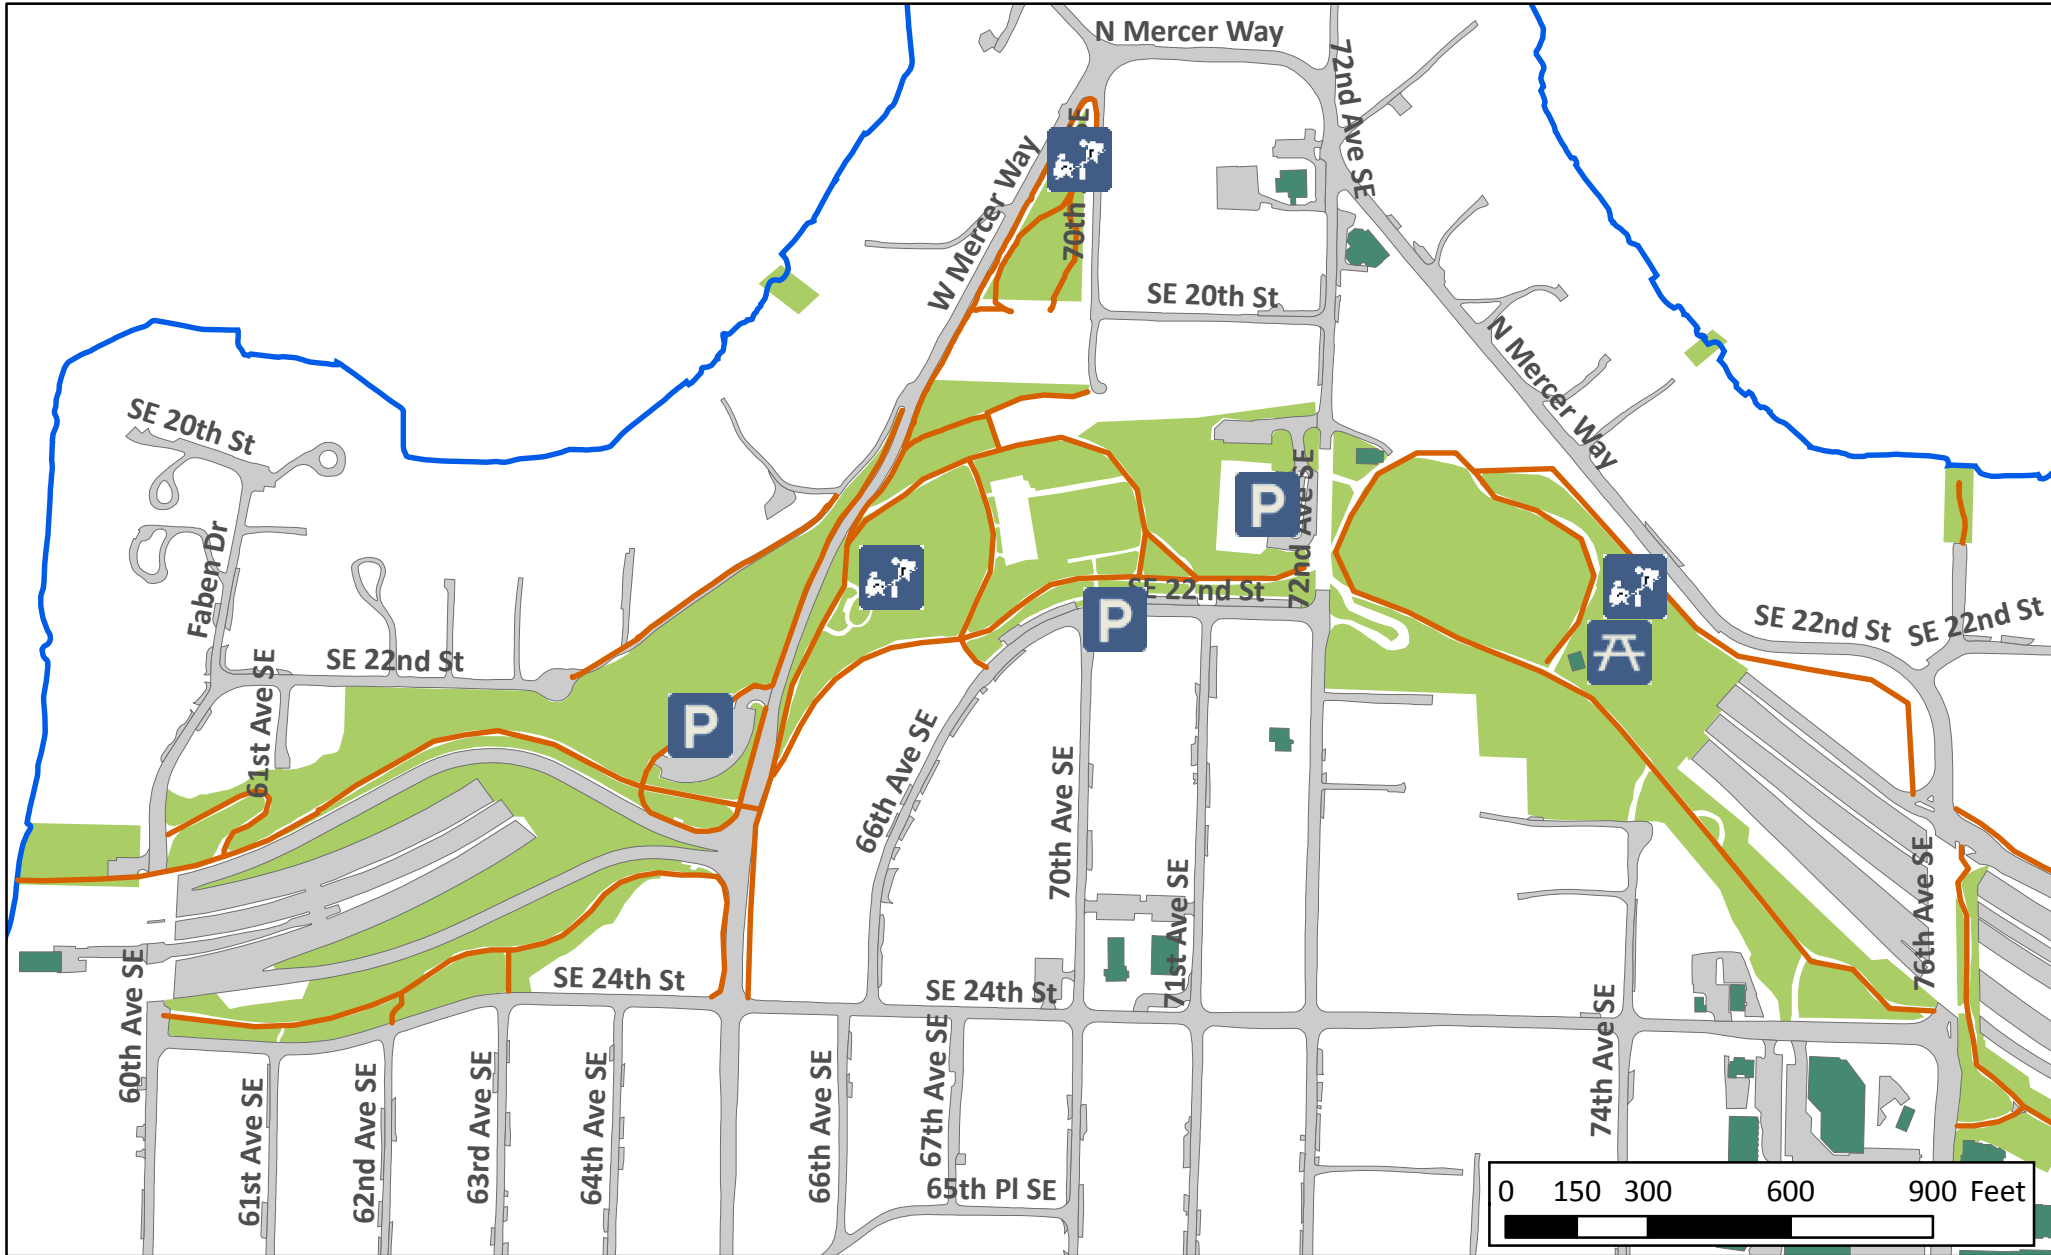 N Mercer Way
72nd Ave SE
W Mercer Way
70th SE
SE 20th St
N Mercer Way
SE 20th St
P
72nd Ave SE
Faben Dr
SE 22nd St
P
SE 22nd St
SE 22nd St
SE 22nd St
61st Ave SE
P
66th Ave SE
70th Ave SE
71st Ave SE
76th Ave SE
SE 24th St
SE 24th St
60th Ave SE
74th Ave SE
61st Ave SE
62nd Ave SE
63rd Ave SE
64th Ave SE
66th Ave SE
67th Ave SE
65th Pl SE
0 150 300 600 900 Feet